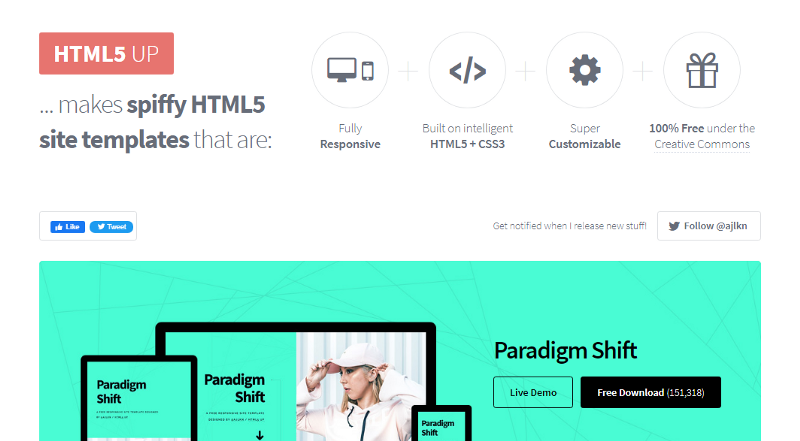 HTML5 UP
... makes spiffy HTML5
site templates that are:
Fully
Responsive
Built on intelligent
HTML5 + CSS3
Super
Customizable
100% Free under the
Creative Commons
Like
Tweet
Get notified when I release new stuff!
Follow @ajlkn
Paradigm Shift
Live Demo
Free Download (151,318)
Paradigm
Shift
Paradigm
Shift
Paradigm
Shift